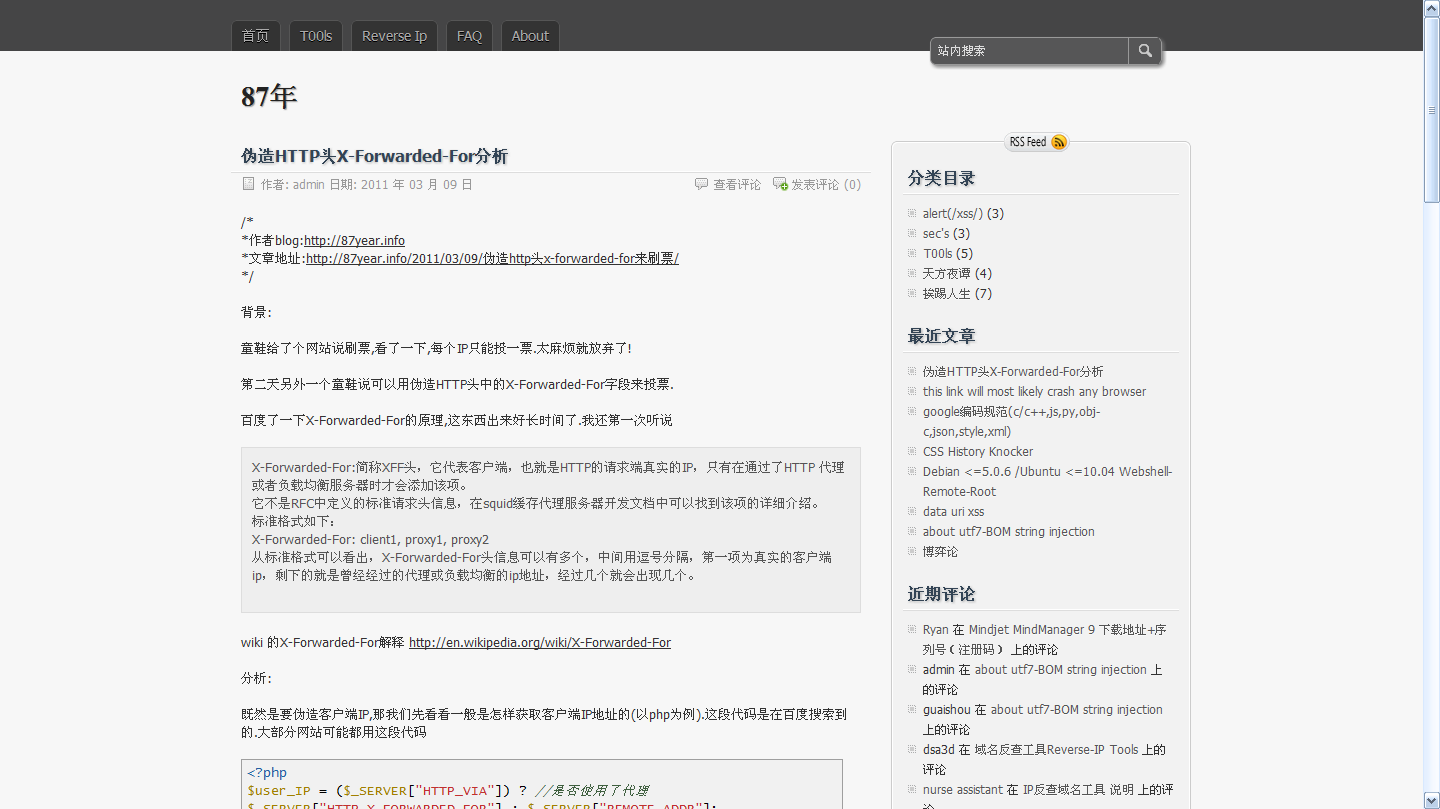 首页 T00ls Reverse Ip FAQ About
站内搜索
87年
伪造HTTP头X-Forwarded-For分析
作者: admin 日期: 2011 年 03 月 09 日 查看评论 发表评论 (0)
/*
*作者blog:http://87year.info
*文章地址:http://87year.info/2011/03/09/伪造http头x-forwarded-for来刷票/
*/
背景:
童鞋给了个网站说刷票,看了一下,每个IP只能投一票.太麻烦就放弃了!
第二天另外一个童鞋说可以用伪造HTTP头中的X-Forwarded-For字段来投票.
百度了一下X-Forwarded-For的原理,这东西出来好长时间了.我还第一次听说
X-Forwarded-For:简称XFF头，它代表客户端，也就是HTTP的请求端真实的IP，只有在通过了HTTP 代理
或者负载均衡服务器时才会添加该项。
它不是RFC中定义的标准请求头信息，在squid缓存代理服务器开发文档中可以找到该项的详细介绍。
标准格式如下：
X-Forwarded-For: client1, proxy1, proxy2
从标准格式可以看出，X-Forwarded-For头信息可以有多个，中间用逗号分隔，第一项为真实的客户端
ip，剩下的就是曾经经过的代理或负载均衡的ip地址，经过几个就会出现几个。
wiki 的X-Forwarded-For解释 http://en.wikipedia.org/wiki/X-Forwarded-For
分析:
既然是要伪造客户端IP,那我们先看看一般是怎样获取客户端IP地址的(以php为例).这段代码是在百度搜索到
的.大部分网站可能都用这段代码
<?php
$user_IP = ($_SERVER["HTTP_VIA"]) ? //是否使用了代理
$_SERVER["HTTP_X_FORWARDED_FOR"] : $_SERVER["REMOTE_ADDR"];
RSS Feed
分类目录
alert(/xss/) (3)
sec's (3)
T00ls (5)
天方夜谭 (4)
挨踢人生 (7)
最近文章
伪造HTTP头X-Forwarded-For分析
this link will most likely crash any browser
google编码规范(c/c++,js,py,obj-
c,json,style,xml)
CSS History Knocker
Debian <=5.0.6 /Ubuntu <=10.04 Webshell-
Remote-Root
data uri xss
about utf7-BOM string injection
博弈论
近期评论
Ryan 在 Mindjet MindManager 9 下载地址+序
列号（注册码） 上的评论
admin 在 about utf7-BOM string injection 上
的评论
guaishou 在 about utf7-BOM string injection
上的评论
dsa3d 在 域名反查工具Reverse-IP Tools 上的
评论
nurse assistant 在 IP反查域名工具 说明 上的评
论